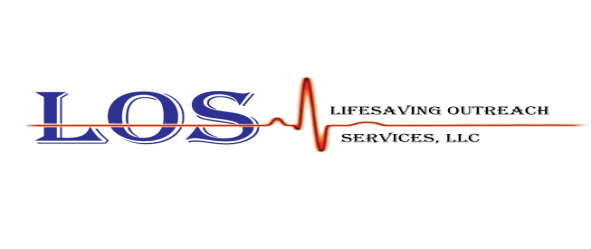 LOS
LIFESAVING OUTREACH
SERVICES, LLC